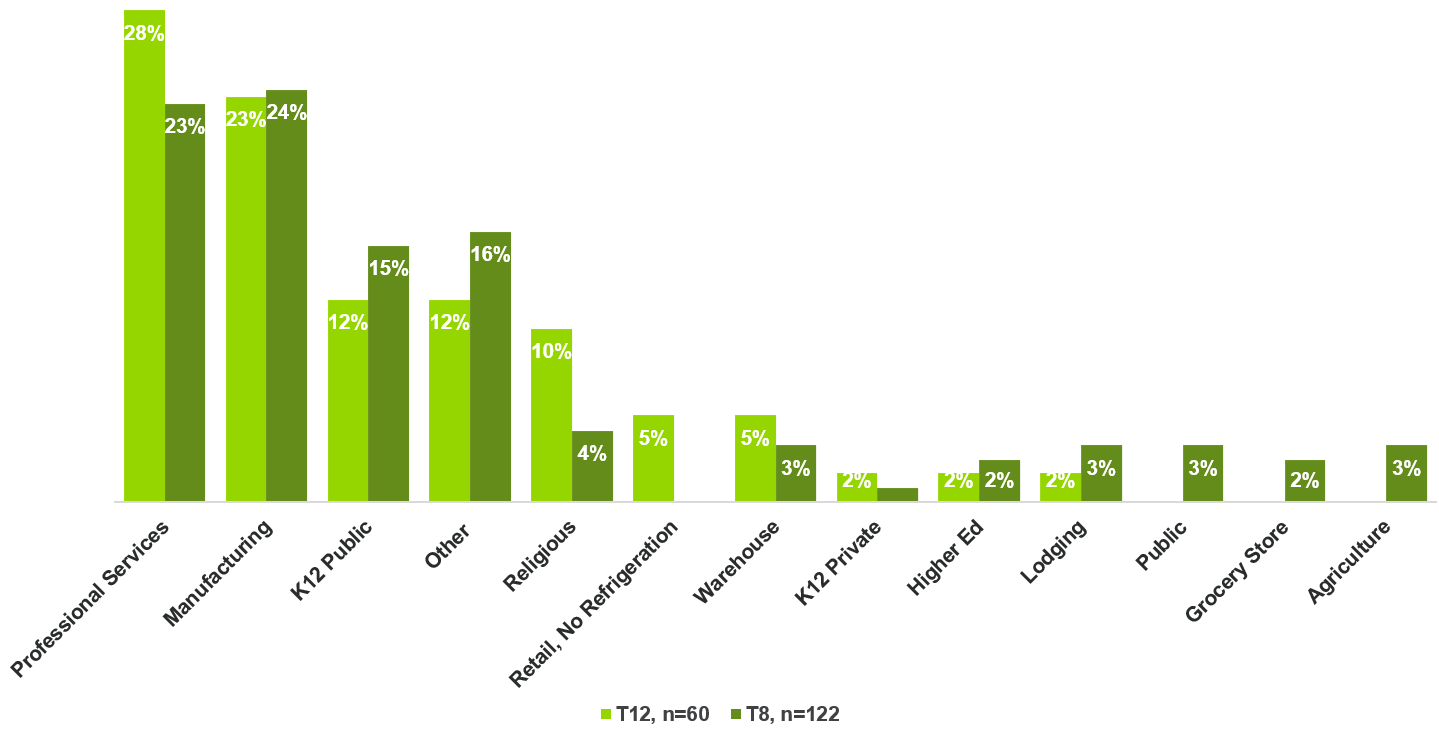 28%
23%
23%
24%
12%
15%
12%
16%
10%
4%
5%
5%
3%
2%
2%
2%
2%
3%
3%
2%
3%
Professional Services
Manufacturing
K12 Public
Other
Religious
Retail, No Refrigeration
Warehouse
K12 Private
Higher Ed
Lodging
Public
Grocery Store
Agriculture
T12, n=60
T8, n=122